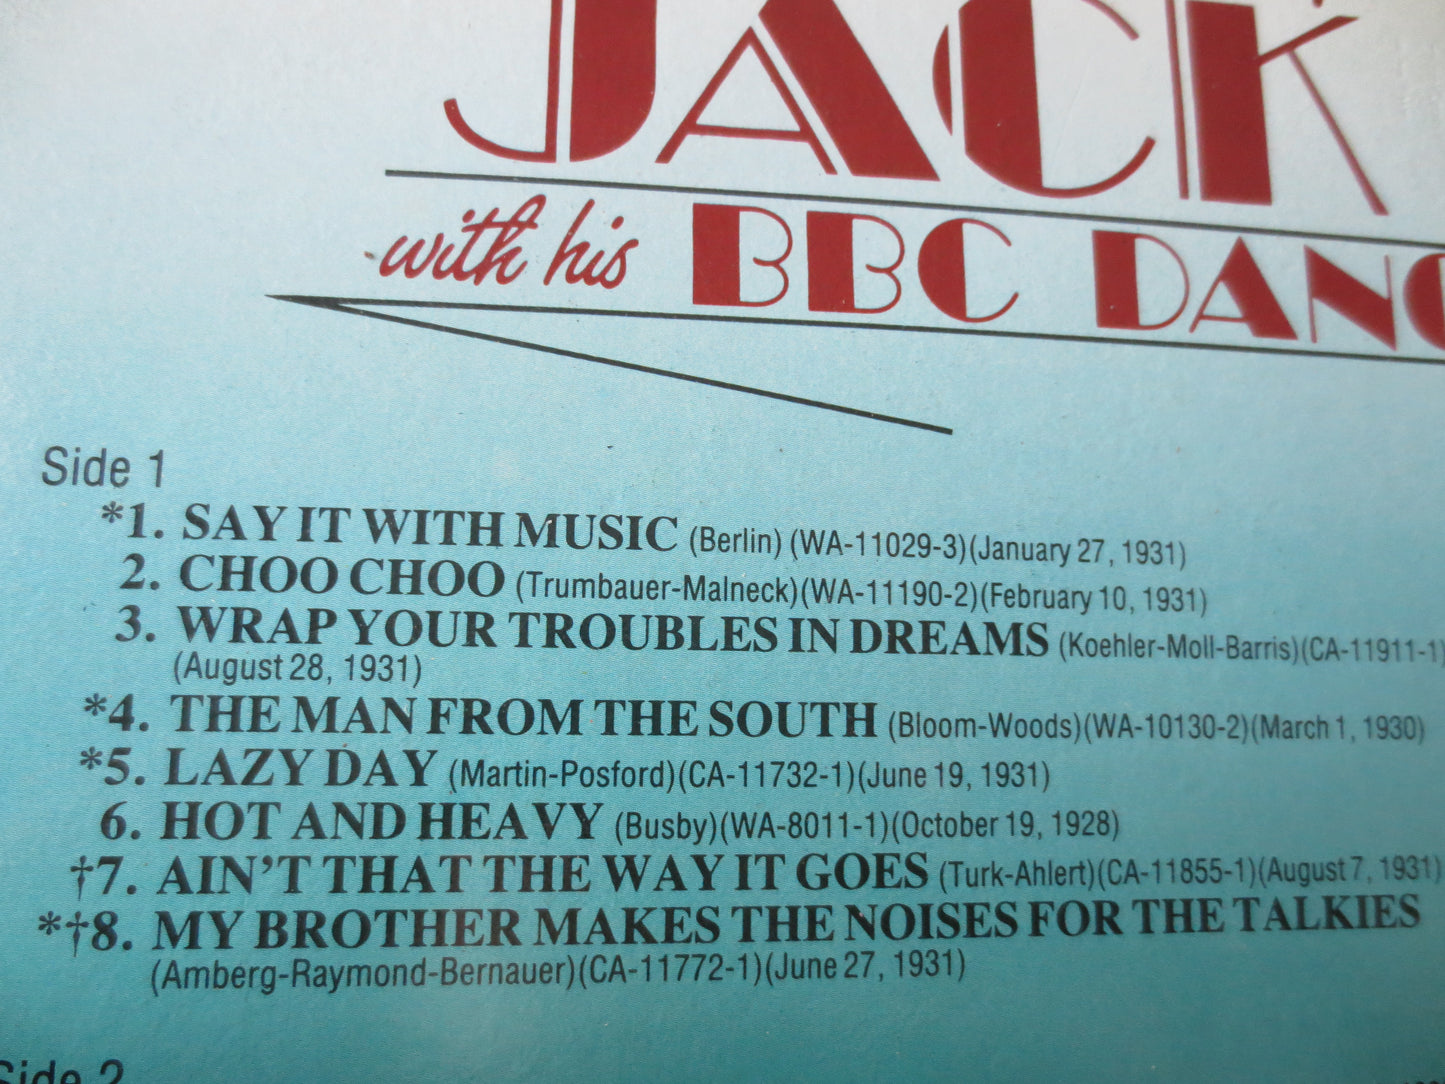 JACK
with his BBC DANC
Side 1
*1. SAY IT WITH MUSIC (Berlin) (WA-11029-3)(January 27, 1931)
2. CHOO CHOO (Trumbauer-Malneck)(WA-11190-2)(February 10, 1931)
3. WRAP YOUR TROUBLES IN DREAMS (Koehler-Moll-Barris)(CA-11911-1)
(August 28, 1931)
*4. THE MAN FROM THE SOUTH (Bloom-Woods)(WA-10130-2)(March 1, 1930)
*5. LAZY DAY (Martin-Posford)(CA-11732-1)(June 19, 1931)
6. HOT AND HEAVY (Busby)(WA-8011-1)(October 19, 1928)
†7. AIN'T THAT THE WAY IT GOES (Turk-Ahlert)(CA-11855-1)(August 7, 1931)
*†8. MY BROTHER MAKES THE NOISES FOR THE TALKIES
(Amberg-Raymond-Bernauer)(CA-11772-1)(June 27, 1931)
Side 2